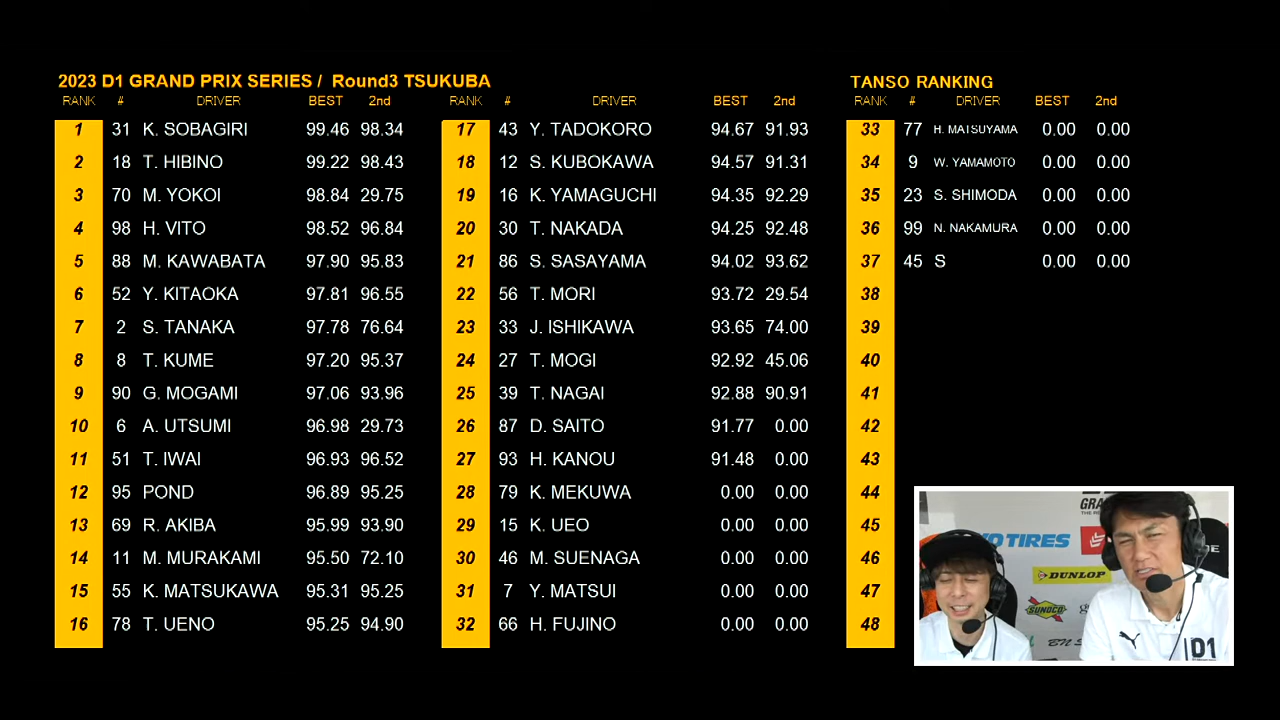 2023 D1 GRAND PRIX SERIES / Round3 TSUKUBA
RANK # DRIVER BEST 2nd
1 31 K. SOBAGIRI 99.46 98.34
2 18 T. HIBINO 99.22 98.43
3 70 M. YOKOI 98.84 29.75
4 98 H. VITO 98.52 96.84
5 88 M. KAWABATA 97.90 95.83
6 52 Y. KITAOKA 97.81 96.55
7 2 S. TANAKA 97.78 76.64
8 8 T. KUME 97.20 95.37
9 90 G. MOGAMI 97.06 93.96
10 6 A. UTSUMI 96.98 29.73
11 51 T. IWAI 96.93 96.52
12 95 POND 96.89 95.25
13 69 R. AKIBA 95.99 93.90
14 11 M. MURAKAMI 95.50 72.10
15 55 K. MATSUKAWA 95.31 95.25
16 78 T. UENO 95.25 94.90
RANK # DRIVER BEST 2nd
17 43 Y. TADOKORO 94.67 91.93
18 12 S. KUBOKAWA 94.57 91.31
19 16 K. YAMAGUCHI 94.35 92.29
20 30 T. NAKADA 94.25 92.48
21 86 S. SASAYAMA 94.02 93.62
22 56 T. MORI 93.72 29.54
23 33 J. ISHIKAWA 93.65 74.00
24 27 T. MOGI 92.92 45.06
25 39 T. NAGAI 92.88 90.91
26 87 D. SAITO 91.77 0.00
27 93 H. KANOU 91.48 0.00
28 79 K. MEKUWA 0.00 0.00
29 15 K. UEO 0.00 0.00
30 46 M. SUENAGA 0.00 0.00
31 7 Y. MATSUI 0.00 0.00
32 66 H. FUJINO 0.00 0.00
TANSO RANKING
RANK # DRIVER BEST 2nd
33 77 H. MATSUYAMA 0.00 0.00
34 9 W. YAMAMOTO 0.00 0.00
35 23 S. SHIMODA 0.00 0.00
36 99 N. NAKAMURA 0.00 0.00
37 45 S 0.00 0.00
38
39
40
41
42
43
44
45
46
47
48
TIRES
DUNLOP
SUNOCO
D1